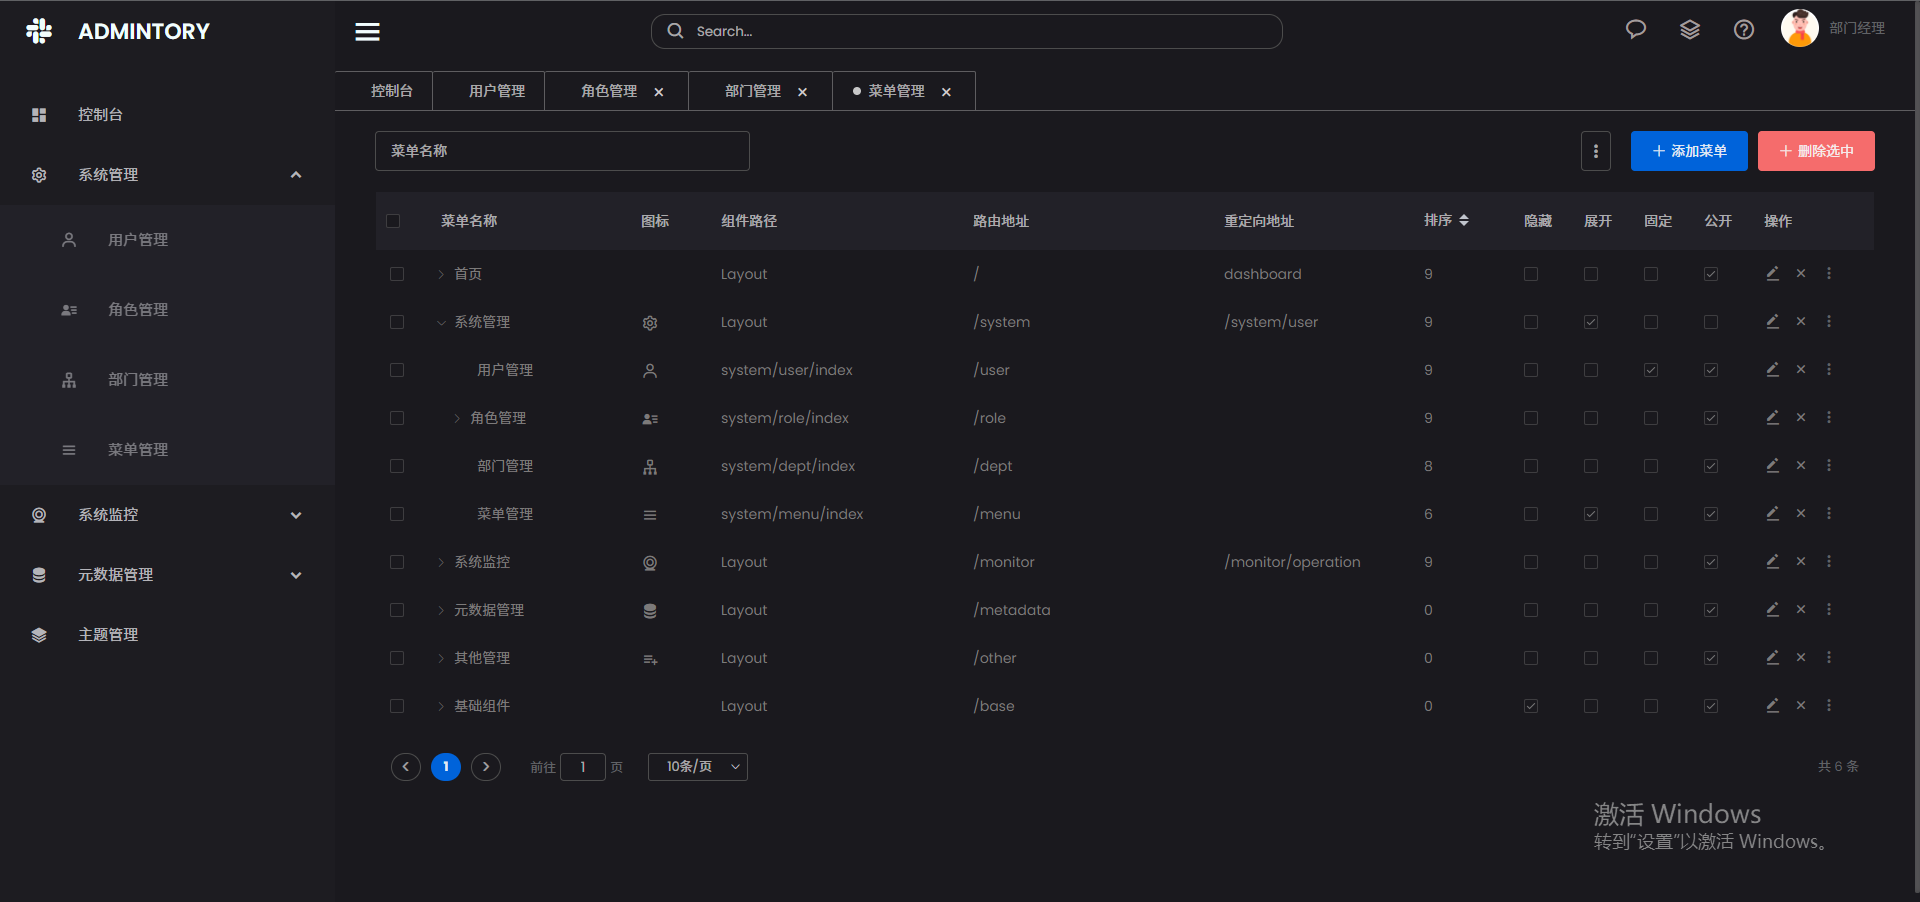 ADMINTORY
Search...
部门经理
控制台
用户管理
角色管理
部门管理
菜单管理
控制台
系统管理
用户管理
角色管理
部门管理
菜单管理
系统监控
元数据管理
主题管理
菜单名称
添加菜单
删除选中
菜单名称 图标 组件路径 路由地址 重定向地址 排序 隐藏 展开 固定 公开 操作
首页 Layout / dashboard 9
系统管理 Layout /system /system/user 9
用户管理 system/user/index /user 9
角色管理 system/role/index /role 9
部门管理 system/dept/index /dept 8
菜单管理 system/menu/index /menu 6
系统监控 Layout /monitor /monitor/operation 9
元数据管理 Layout /metadata 0
其他管理 Layout /other 0
基础组件 Layout /base 0
1 前往 1 页 10条/页 共 6 条
激活 Windows
转到“设置”以激活 Windows。